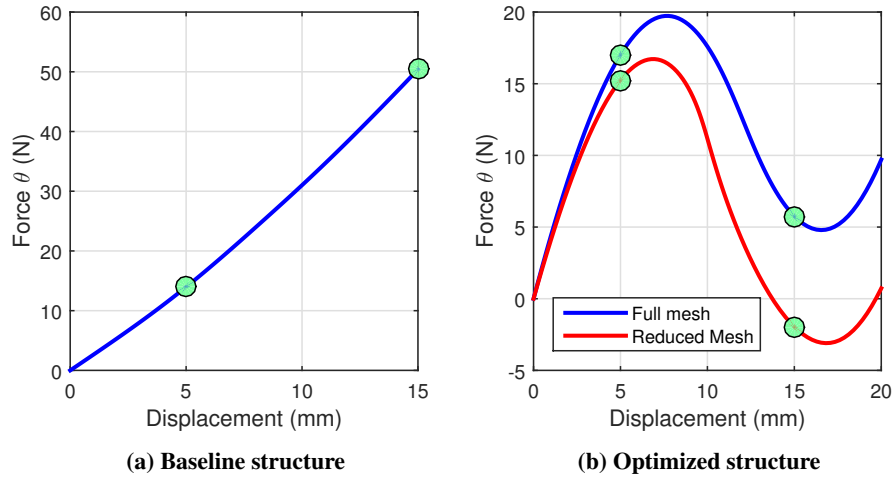 60
50
40
30
20
10
0
0
5
10
15
Force θ (N)
Displacement (mm)
(a) Baseline structure
20
15
10
5
0
-5
0
5
10
15
20
Force θ (N)
Full mesh
Reduced Mesh
Displacement (mm)
(b) Optimized structure